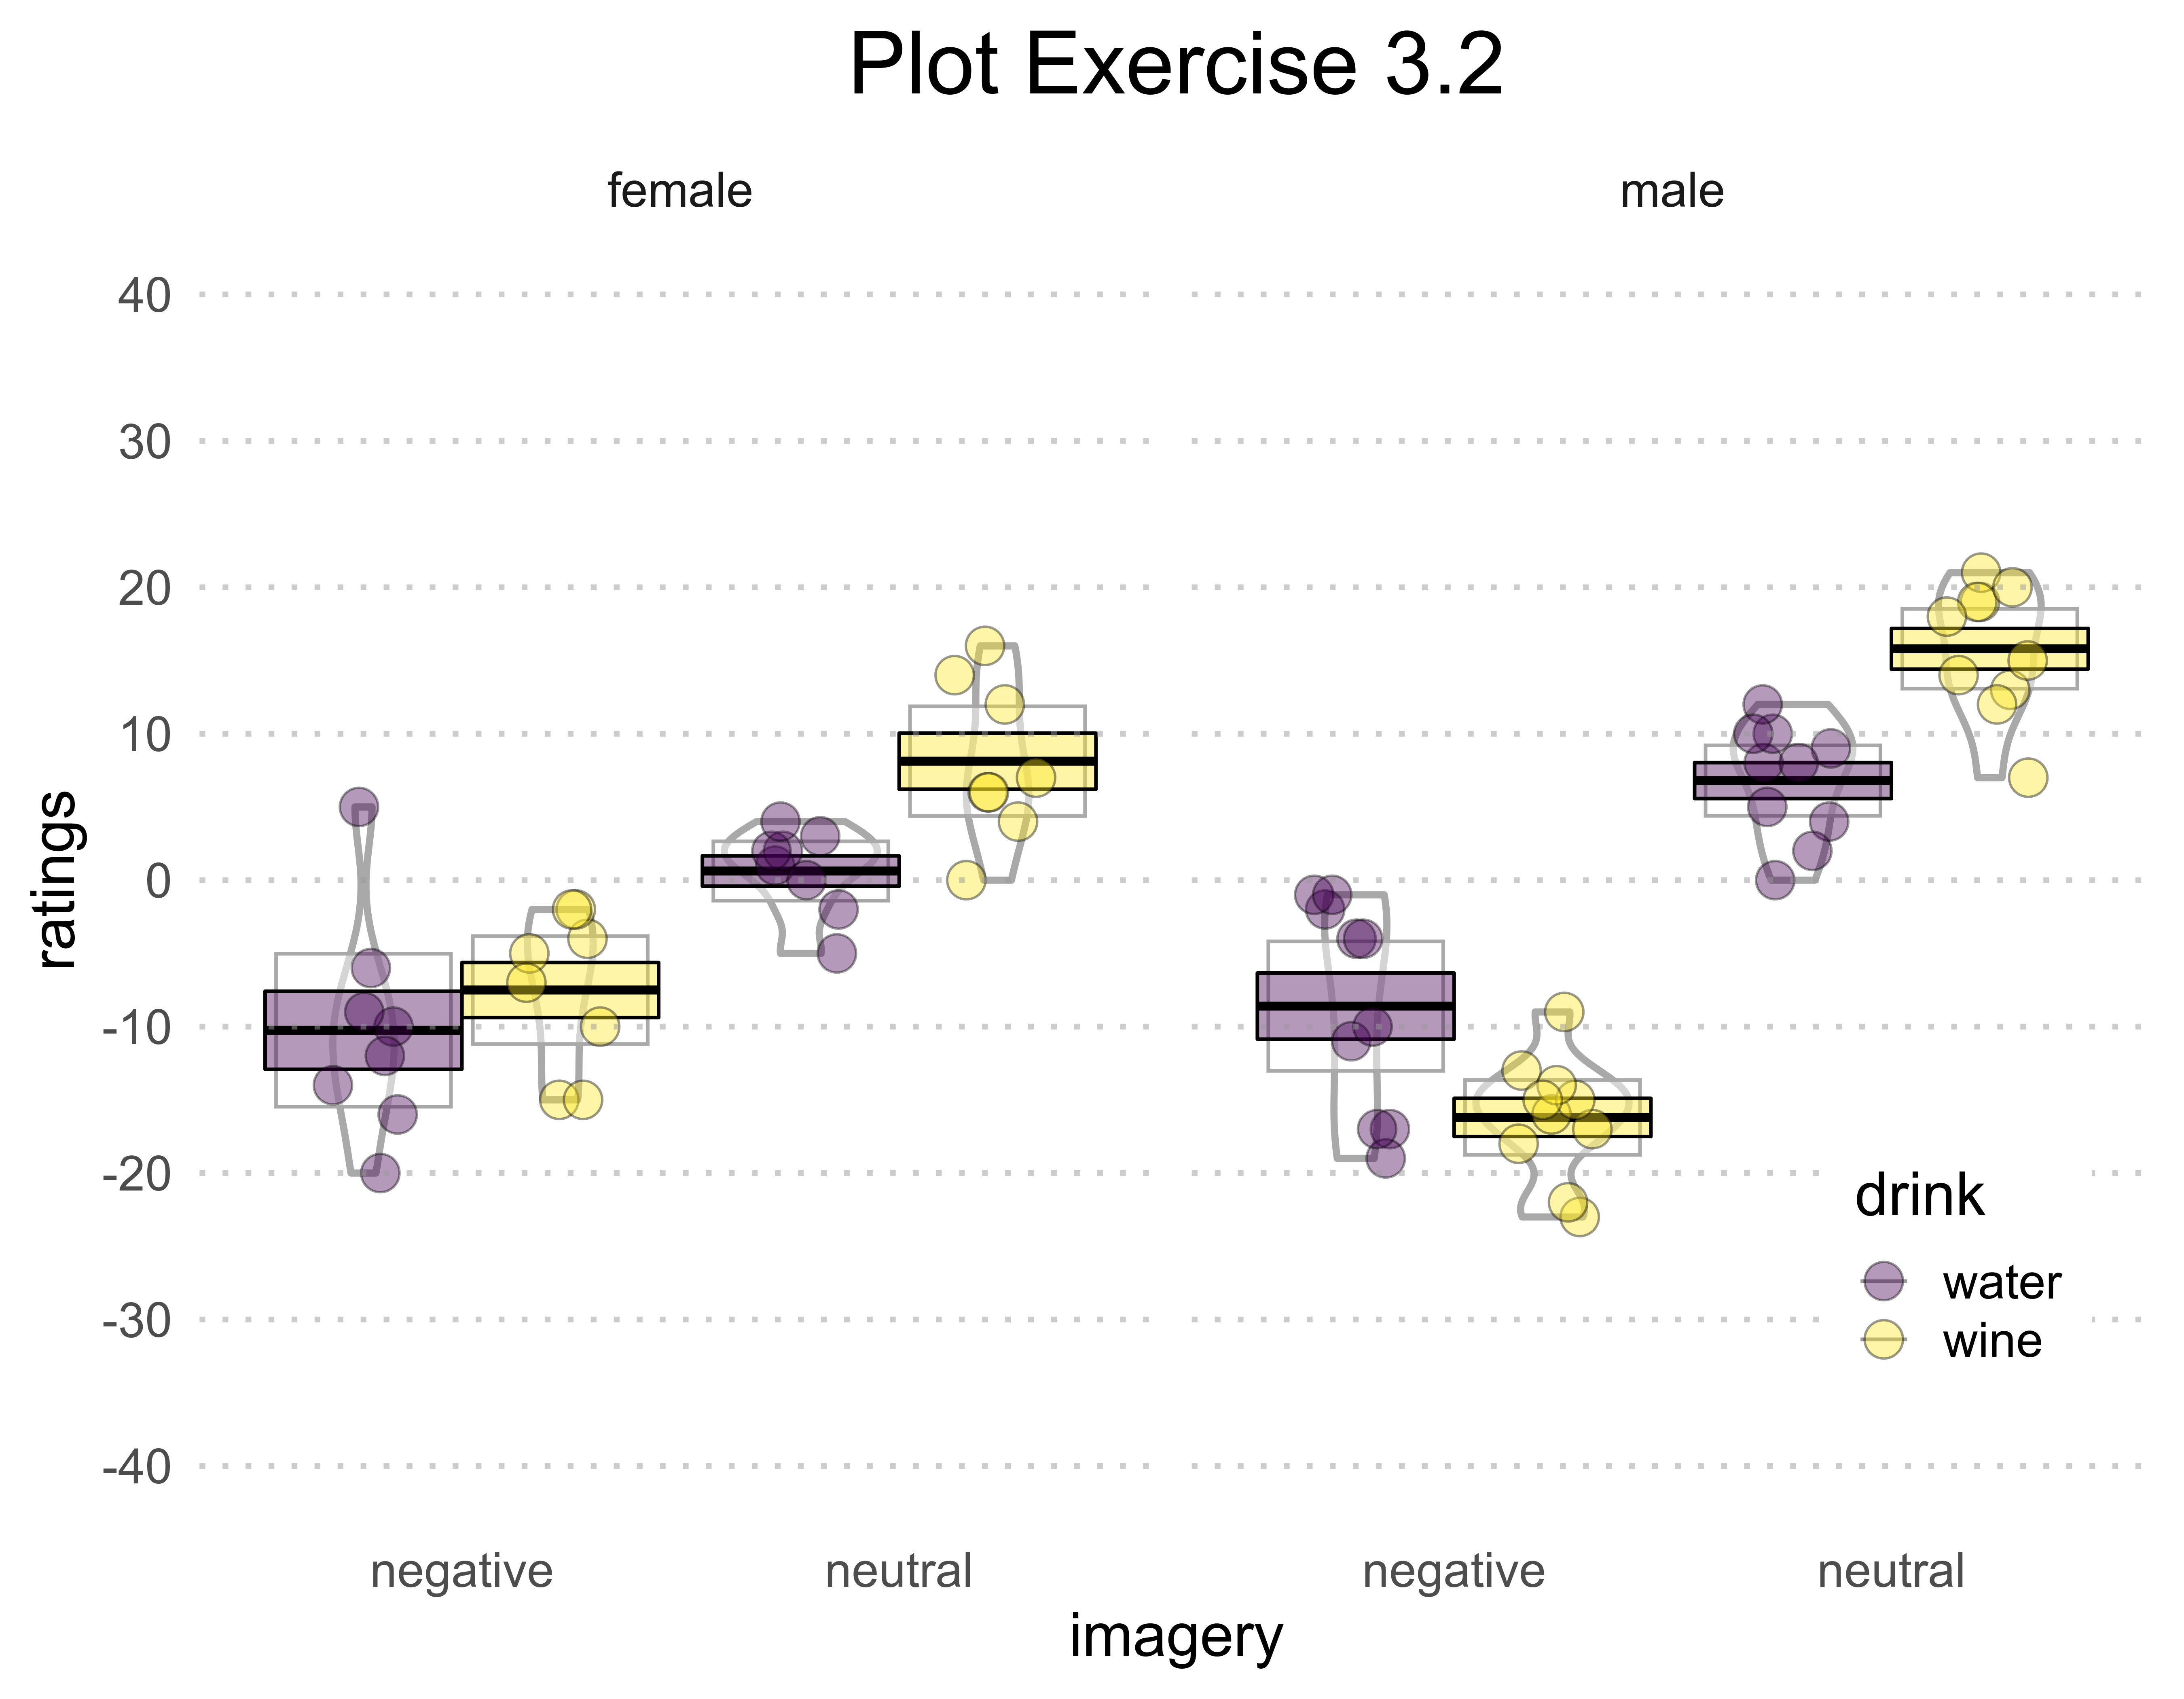 Plot Exercise 3.2
female
male
40
30
20
10
0
-10
-20
-30
-40
ratings
drink
water
wine
negative
neutral
negative
neutral
imagery